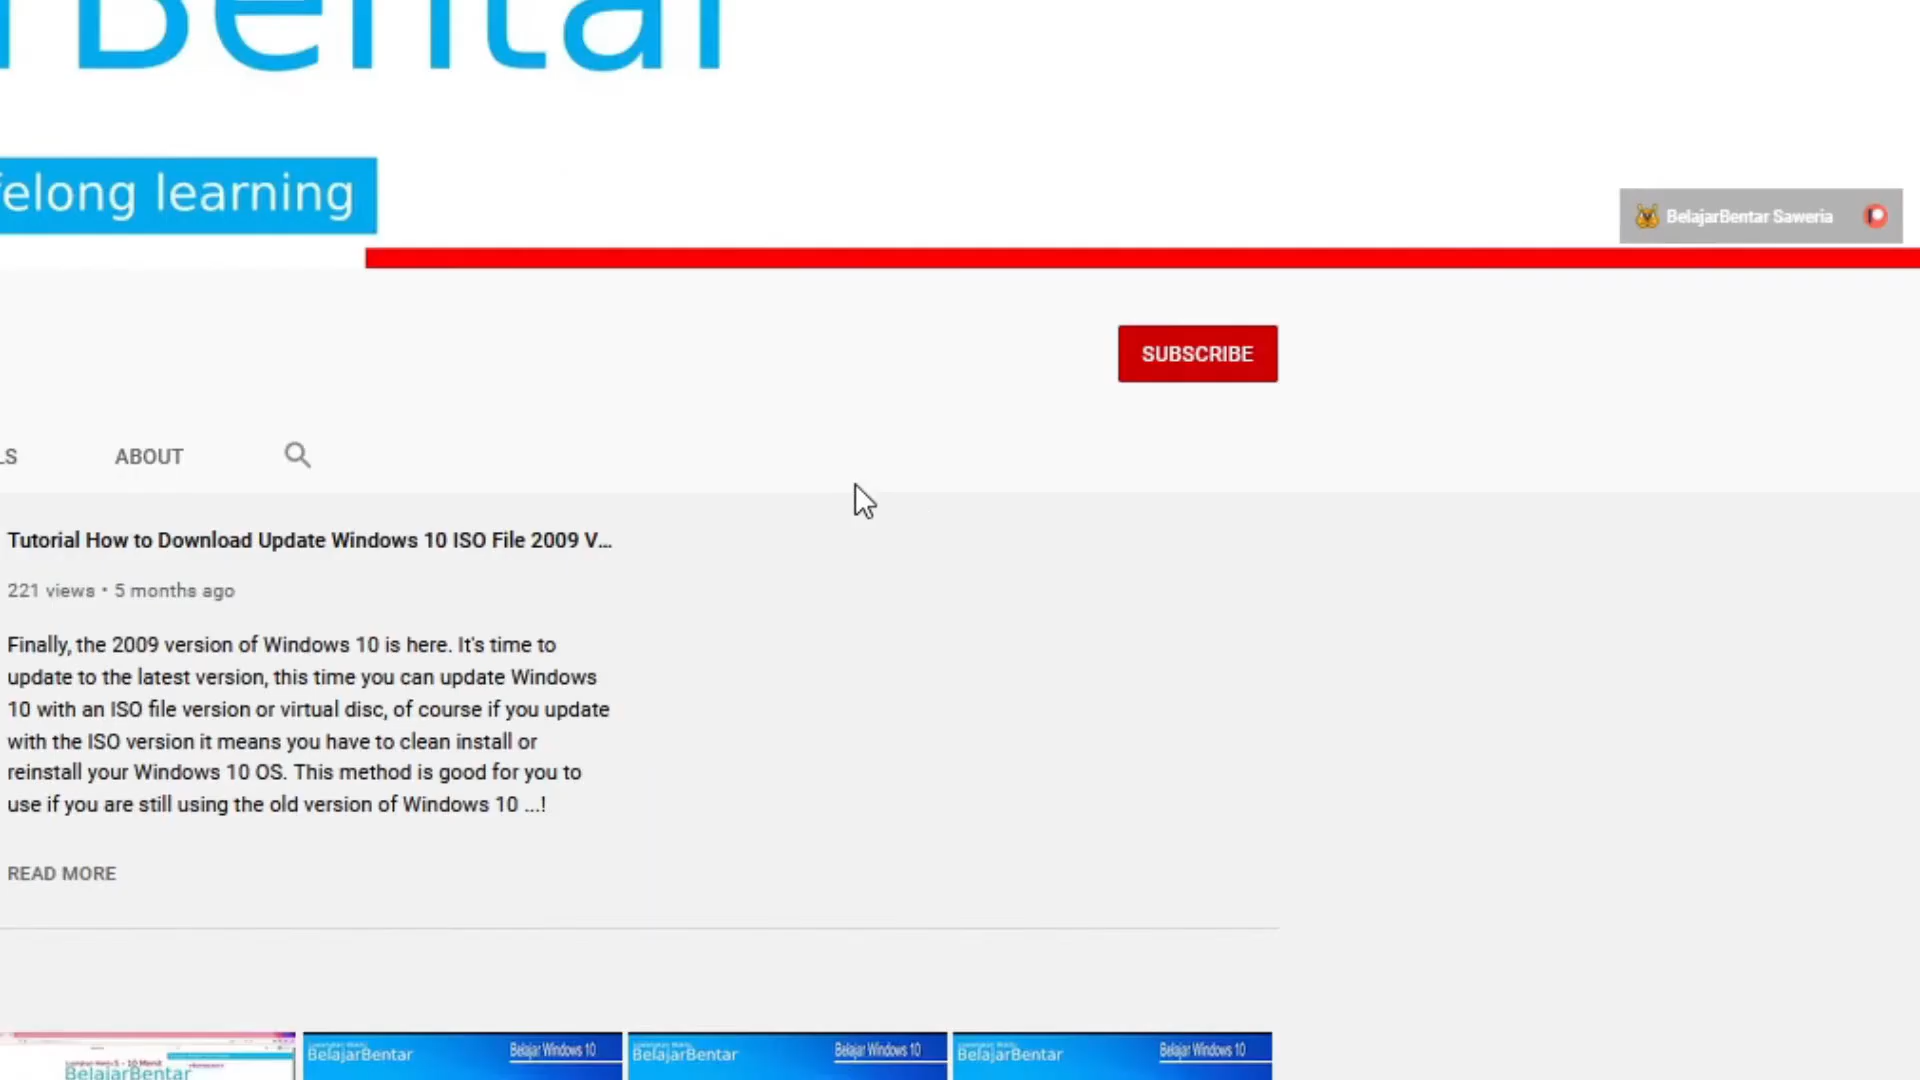 rBentar
felong learning
BelajarBentar Saweria
SUBSCRIBE
LS
ABOUT
Tutorial How to Download Update Windows 10 ISO File 2009 V...
221 views • 5 months ago
Finally, the 2009 version of Windows 10 is here. It's time to
update to the latest version, this time you can update Windows
10 with an ISO file version or virtual disc, of course if you update
with the ISO version it means you have to clean install or
reinstall your Windows 10 OS. This method is good for you to
use if you are still using the old version of Windows 10 ...!
READ MORE
5 - 10 Menit
BelajarBentar
BelajarBentar
Belajar Windows 10
BelajarBentar
Belajar Windows 10
BelajarBentar
Belajar Windows 10